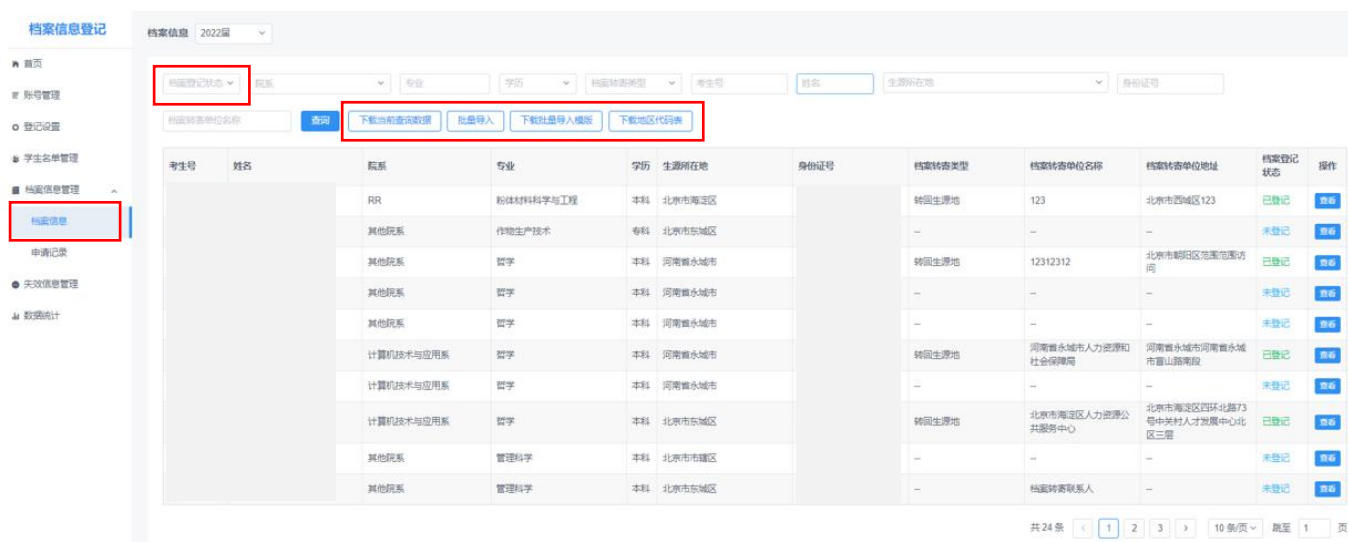 档案信息登记
档案信息 2022届
首页
账号管理
登记设置
学生名单管理
档案信息管理
档案信息
申请记录
失效信息管理
数据统计
档案登记状态 院系 专业 学历 档案转寄类型 考生号 姓名 生源所在地 身份证号
档案转寄单位名称 查询 下载当前查询数据 批量导入 下载批量导入模版 下载地区代码表
考生号 姓名 院系 专业 学历 生源所在地 身份证号 档案转寄类型 档案转寄单位名称 档案转寄单位地址 档案登记状态 操作
RR 粉体材料科学与工程 本科 北京市海淀区 转回生源地 123 北京市西城区123 已登记 查看
其他院系 作物生产技术 专科 北京市东城区 -- -- -- 未登记 查看
其他院系 哲学 本科 河南省永城市 转回生源地 12312312 北京市朝阳区范围范围访问 已登记 查看
其他院系 哲学 本科 河南省永城市 -- -- -- 未登记 查看
其他院系 哲学 本科 河南省永城市 -- -- -- 未登记 查看
计算机技术与应用系 哲学 本科 河南省永城市 转回生源地 河南省永城市人力资源和社会保障局 河南省永城市河南省永城市富山路南段 已登记 查看
计算机技术与应用系 哲学 本科 河南省永城市 -- -- -- 未登记 查看
计算机技术与应用系 哲学 本科 北京市东城区 转回生源地 北京市海淀区人力资源公共服务中心 北京市海淀区四环北路73号中关村人才发展中心北区三层 已登记 查看
其他院系 管理科学 本科 北京市市辖区 -- -- -- 未登记 查看
其他院系 管理科学 本科 北京市东城区 -- 档案转寄联系人 -- 未登记 查看
共 24 条 < 1 2 3 > 10 条/页 跳至 1 页